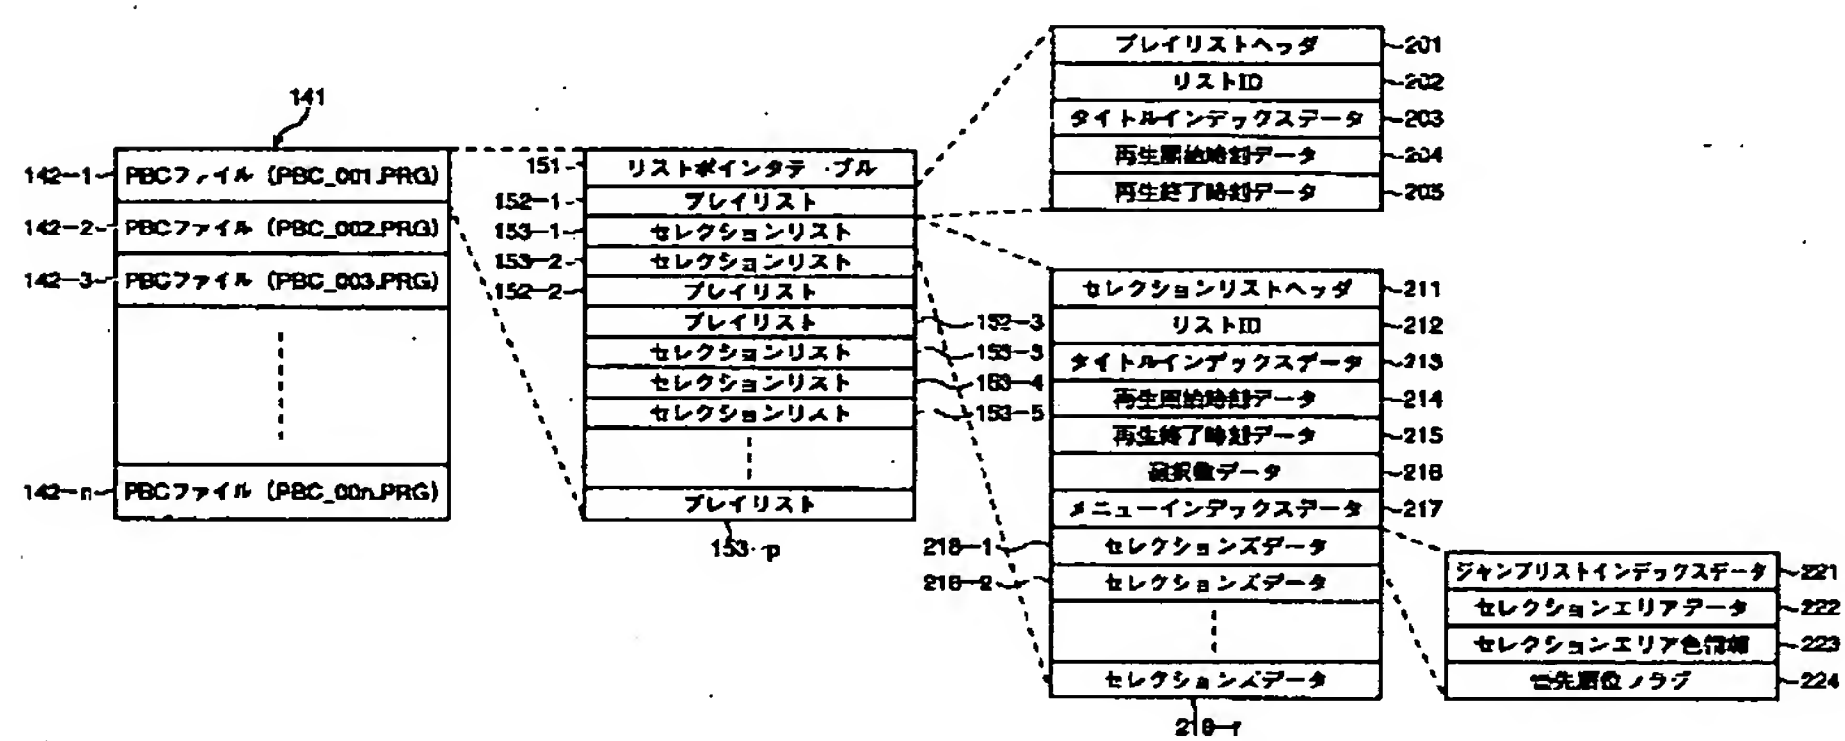 141
142-1 PBCファイル (PBC_001.PRG)
142-2 PBCファイル (PBC_002.PRG)
142-3 PBCファイル (PBC_003.PRG)
142-n PBCファイル (PBC_00n.PRG)
151 リストポインタテ ブル
152-1 プレイリスト
153-1 セレクションリスト
153-2 セレクションリスト
152-2 プレイリスト
プレイリスト 152-3
セレクションリスト 153-3
セレクションリスト 153-4
セレクションリスト 153-5
プレイリスト
153-p
プレイリストヘッダ 201
リストID 202
タイトルインデックスデータ 203
再生開始時刻データ 204
再生終了時刻データ 205
セレクションリストヘッダ 211
リストID 212
タイトルインデックスデータ 213
再生開始時刻データ 214
再生終了時刻データ 215
選択数データ 216
メニューインデックスデータ 217
218-1 セレクションズデータ
218-2 セレクションズデータ
セレクションズデータ
218-r
ジャンプリストインデックスデータ 221
セレクションエリアデータ 222
セレクションエリア色情報 223
224